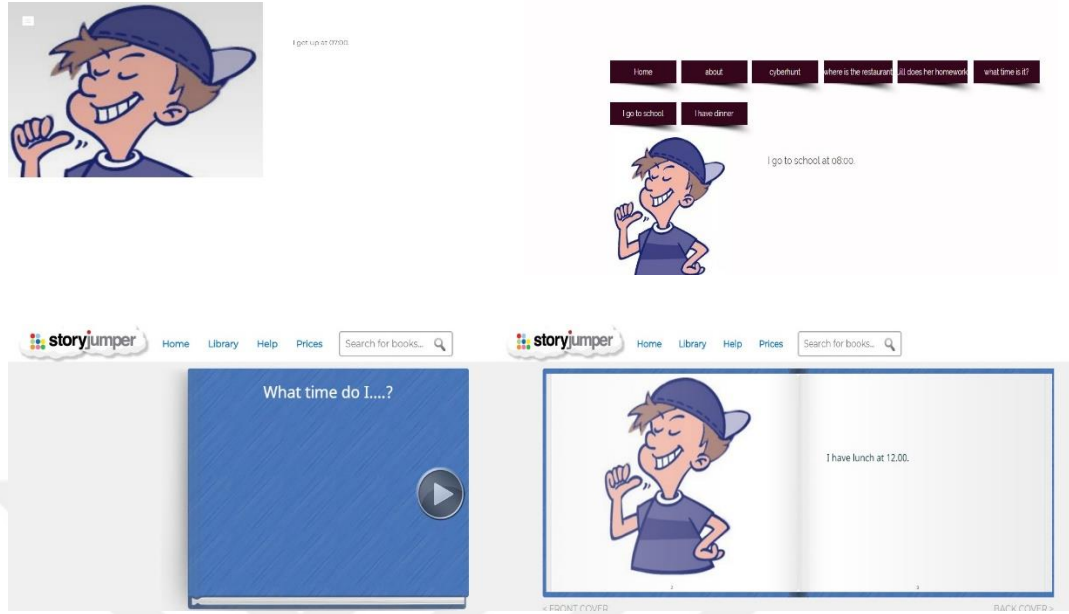 I get up at 07:00.
Home about cyberhunt where is the restaurant Jill does her homework what time is it?
I go to school I have dinner
I go to school at 08:00.
storyjumper Home Library Help Prices Search for books...
What time do I....?
storyjumper Home Library Help Prices Search for books...
I have lunch at 12.00.
< FRONT COVER
BACK COVER >